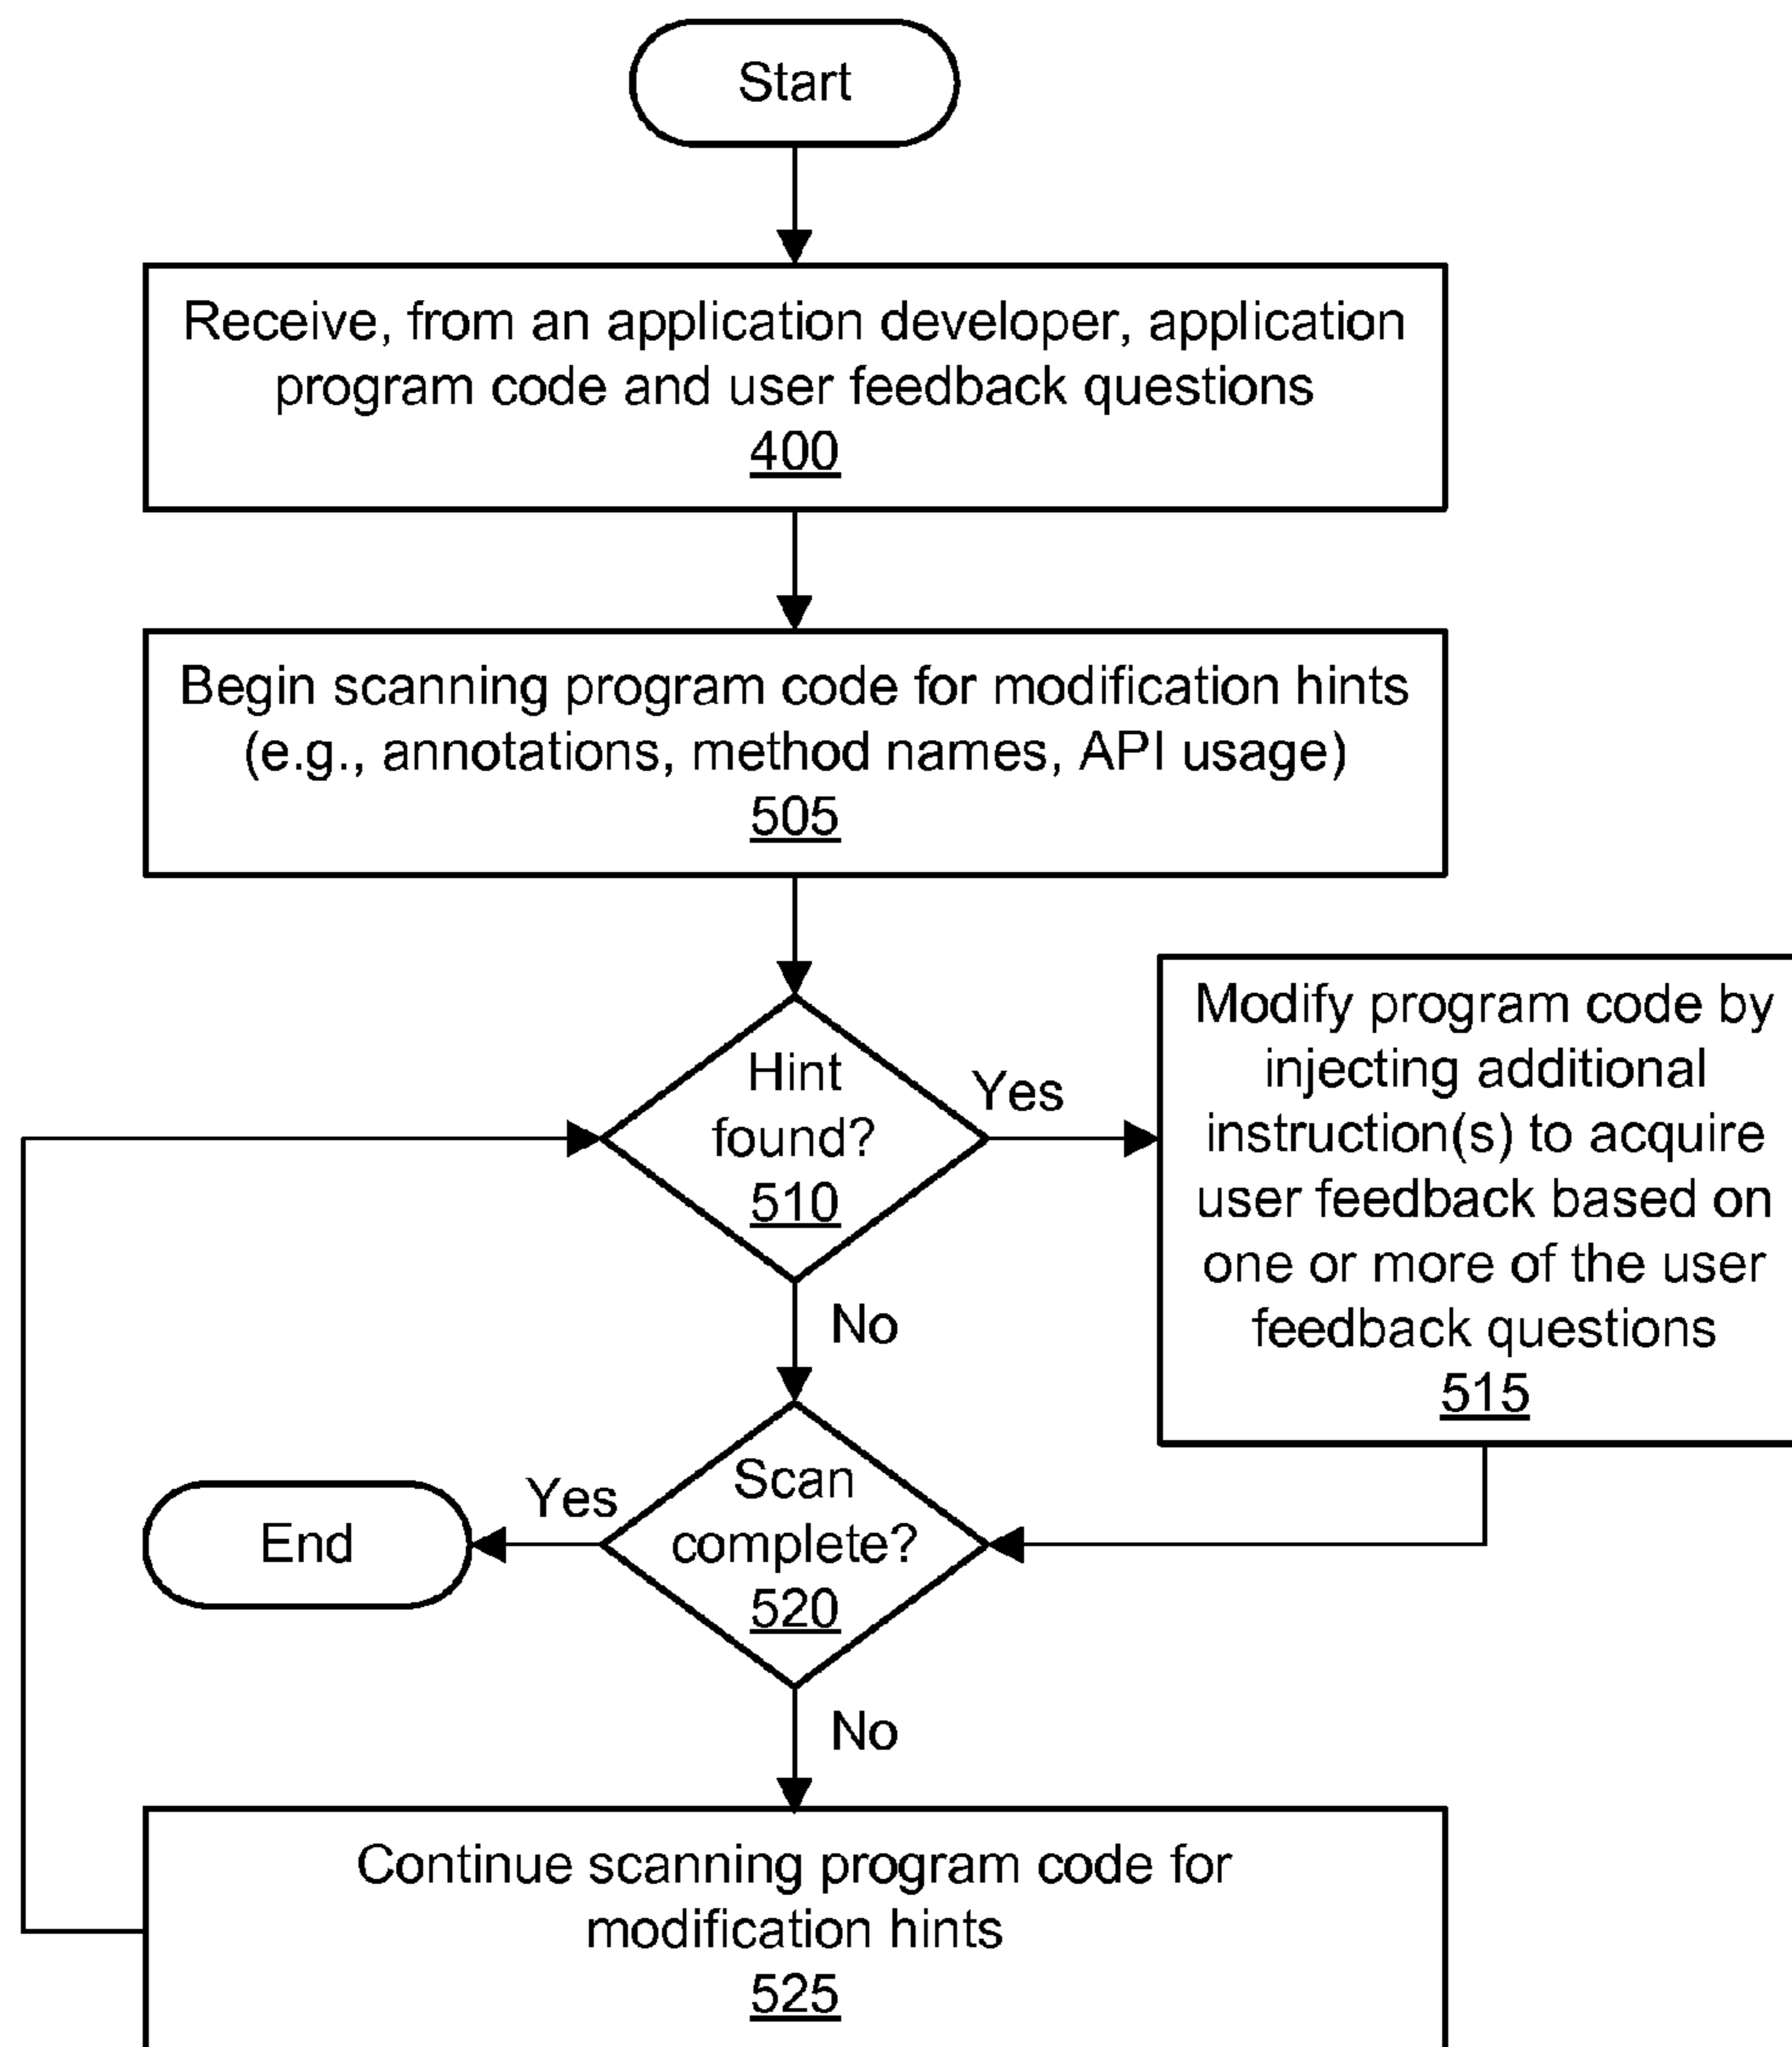 Start
Receive, from an application developer, application
program code and user feedback questions
400
Begin scanning program code for modification hints
(e.g., annotations, method names, API usage)
505
Hint
found?
510
Yes
Modify program code by
injecting additional
instruction(s) to acquire
user feedback based on
one or more of the user
feedback questions
515
No
Scan
complete?
520
Yes
End
No
Continue scanning program code for
modification hints
525